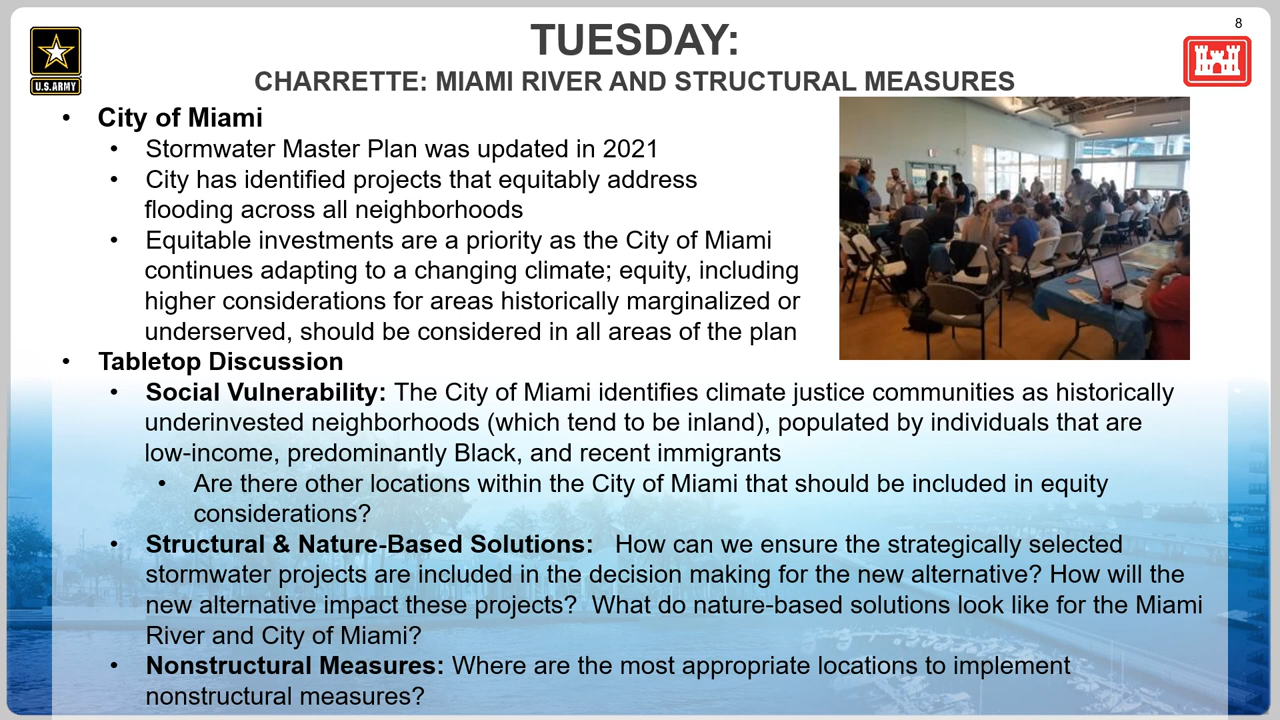 8
TUESDAY:
CHARRETTE: MIAMI RIVER AND STRUCTURAL MEASURES
U.S.ARMY
• City of Miami
• Stormwater Master Plan was updated in 2021
• City has identified projects that equitably address
flooding across all neighborhoods
• Equitable investments are a priority as the City of Miami
continues adapting to a changing climate; equity, including
higher considerations for areas historically marginalized or
underserved, should be considered in all areas of the plan
• Tabletop Discussion
• Social Vulnerability: The City of Miami identifies climate justice communities as historically
underinvested neighborhoods (which tend to be inland), populated by individuals that are
low-income, predominantly Black, and recent immigrants
• Are there other locations within the City of Miami that should be included in equity
considerations?
• Structural & Nature-Based Solutions:   How can we ensure the strategically selected
stormwater projects are included in the decision making for the new alternative? How will the
new alternative impact these projects?  What do nature-based solutions look like for the Miami
River and City of Miami?
• Nonstructural Measures: Where are the most appropriate locations to implement
nonstructural measures?